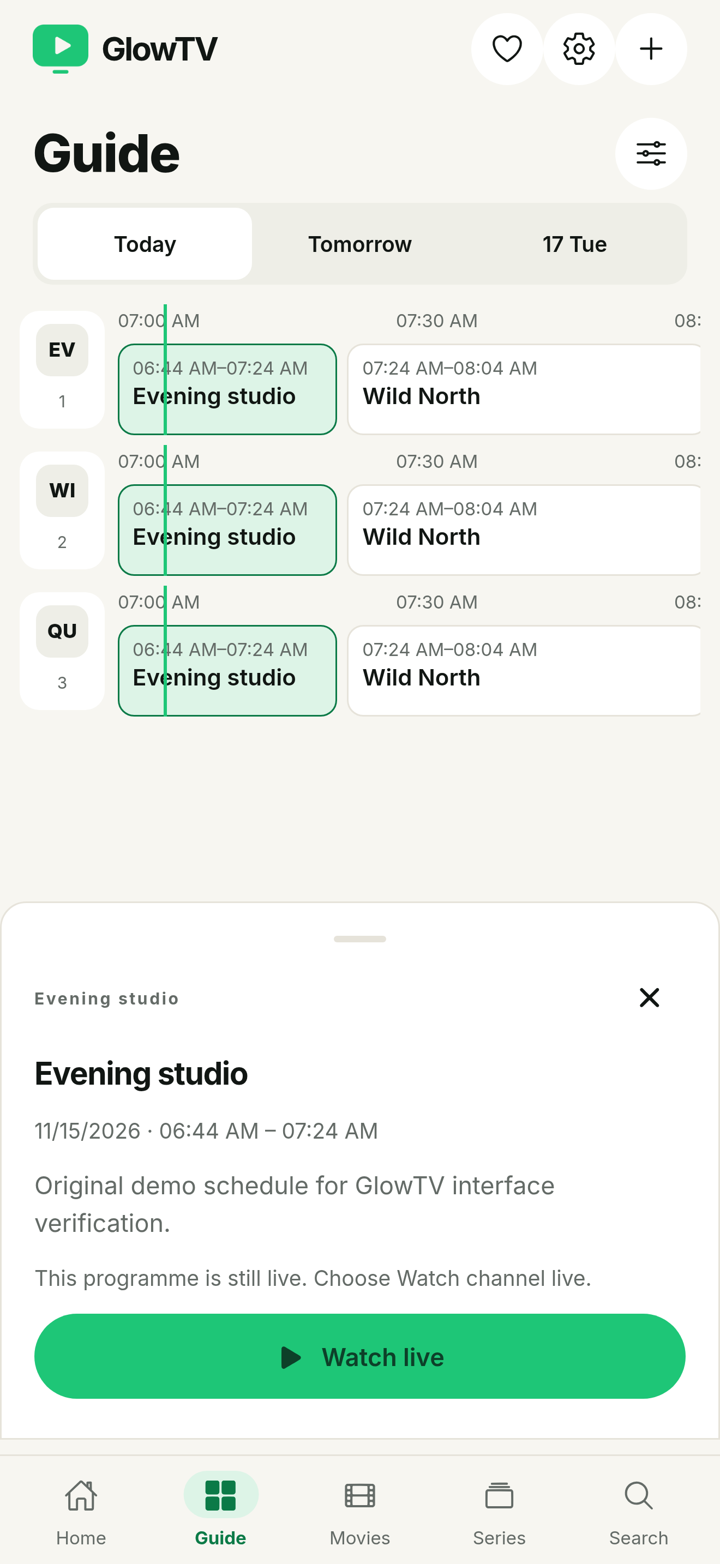 GlowTV
Guide
Today
Tomorrow
17 Tue
EV
1
07:00 AM
07:30 AM
08:
06:44 AM–07:24 AM
Evening studio
07:24 AM–08:04 AM
Wild North
WI
2
07:00 AM
07:30 AM
08:
06:44 AM–07:24 AM
Evening studio
07:24 AM–08:04 AM
Wild North
QU
3
07:00 AM
07:30 AM
08:
06:44 AM–07:24 AM
Evening studio
07:24 AM–08:04 AM
Wild North
Evening studio
Evening studio
11/15/2026 · 06:44 AM – 07:24 AM
Original demo schedule for GlowTV interface
verification.
This programme is still live. Choose Watch channel live.
Watch live
Home
Guide
Movies
Series
Search